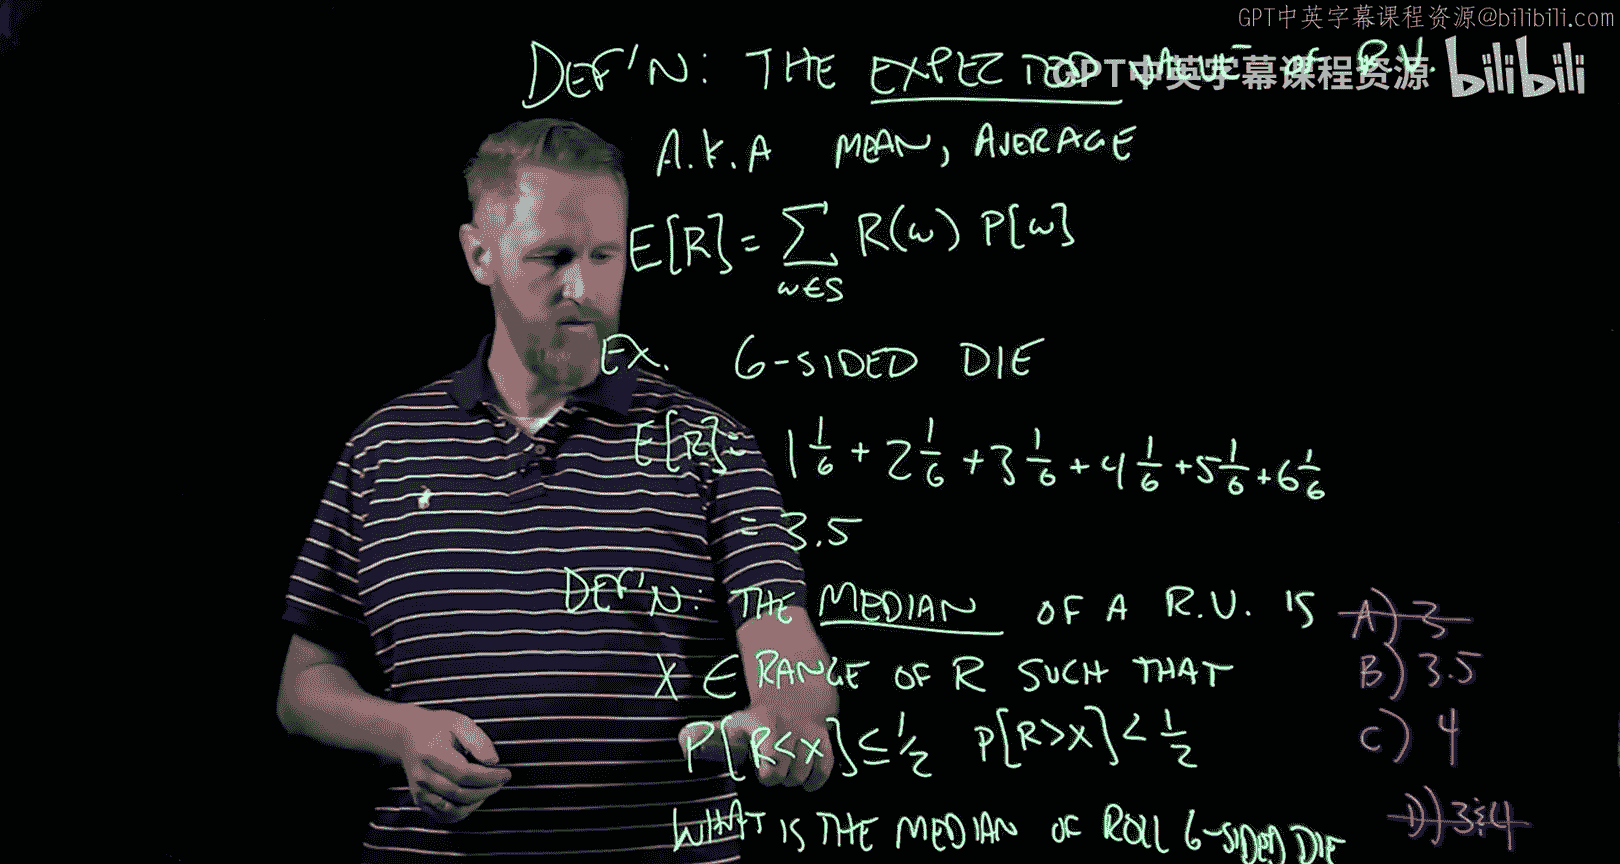 GPT中英字幕课程资源@bilibili.com
DEF'N: THE EXPECTED VALUE OF R.V.
GPT中英字幕课程资源 bilibili
A.K.A MEAN, AVERAGE
E[R] = ∑ R(ω) P[ω]
ω∈S
EX. 6-SIDED DIE
E[R] = 1 1/6 + 2 1/6 + 3 1/6 + 4 1/6 + 5 1/6 + 6 1/6
= 3.5
DEF'N: THE MEDIAN OF A R.V. IS
X ∈ RANGE OF R SUCH THAT
P[R<X] ≤ 1/2 P[R>X] < 1/2
WHAT IS THE MEDIAN OF ROLL 6-SIDED DIE
A) 3
B) 3.5
C) 4
D) 3 & 4